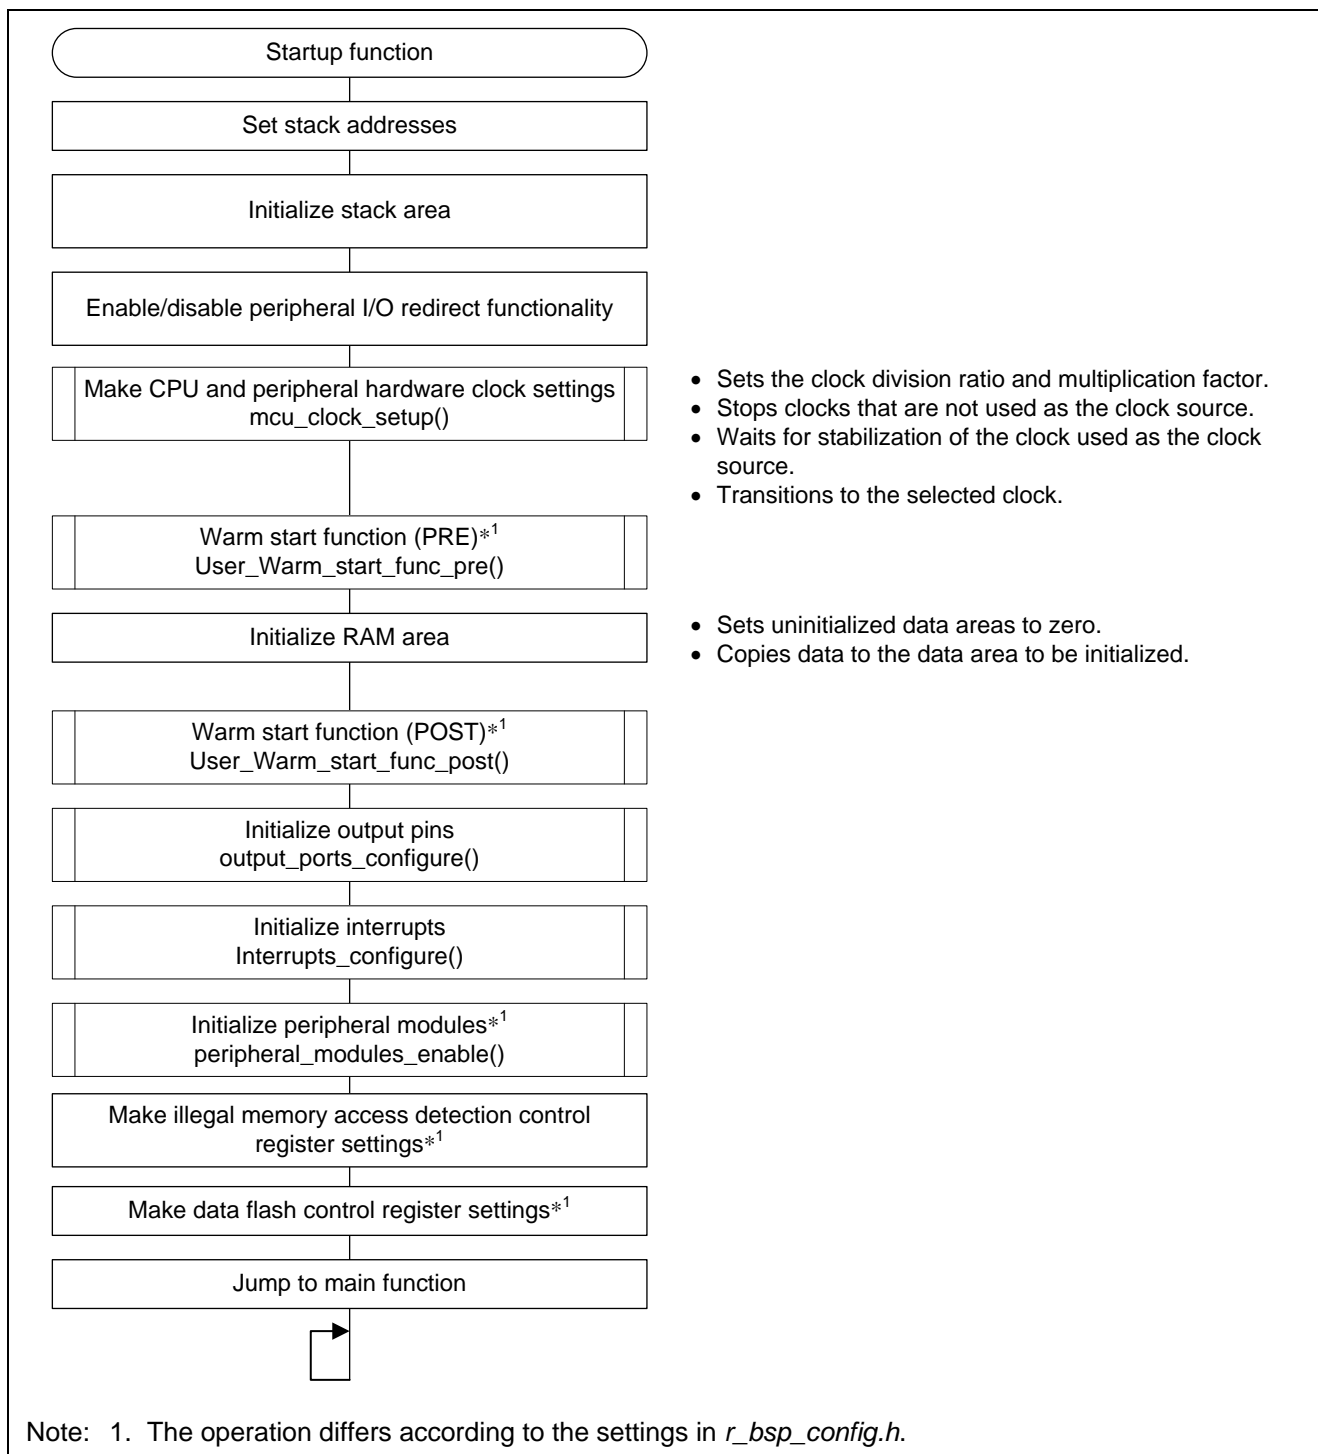 Startup function
Set stack addresses
Initialize stack area
Enable/disable peripheral I/O redirect functionality
Make CPU and peripheral hardware clock settings
mcu_clock_setup()
• Sets the clock division ratio and multiplication factor.
• Stops clocks that are not used as the clock source.
• Waits for stabilization of the clock used as the clock
source.
• Transitions to the selected clock.
Warm start function (PRE)*1
User_Warm_start_func_pre()
Initialize RAM area
• Sets uninitialized data areas to zero.
• Copies data to the data area to be initialized.
Warm start function (POST)*1
User_Warm_start_func_post()
Initialize output pins
output_ports_configure()
Initialize interrupts
Interrupts_configure()
Initialize peripheral modules*1
peripheral_modules_enable()
Make illegal memory access detection control
register settings*1
Make data flash control register settings*1
Jump to main function
Note: 1. The operation differs according to the settings in r_bsp_config.h.